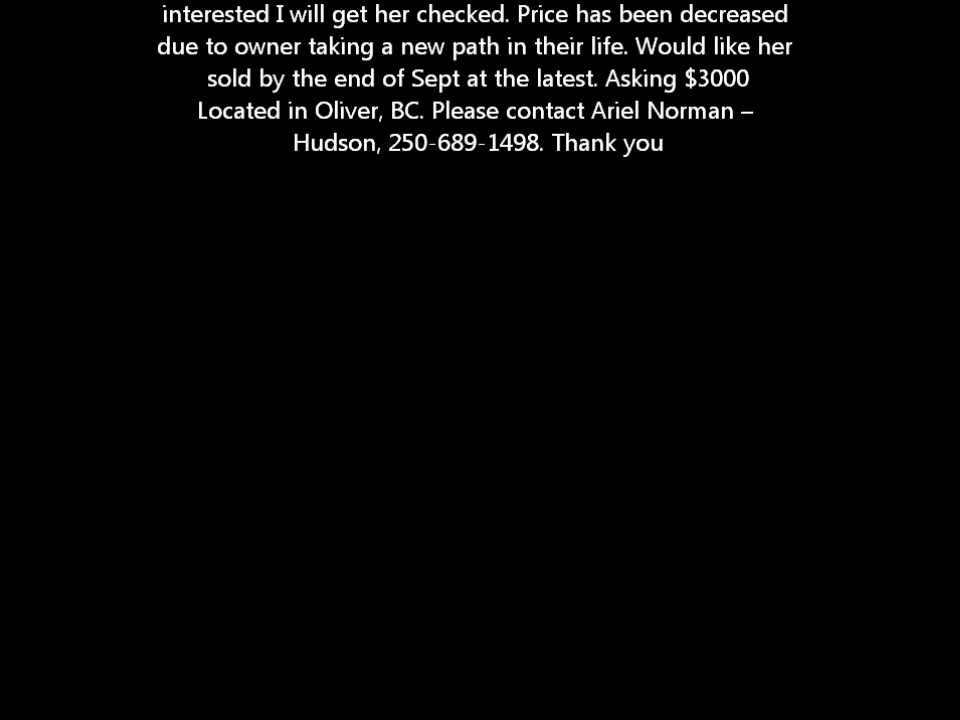 interested I will get her checked. Price has been decreased
due to owner taking a new path in their life. Would like her
sold by the end of Sept at the latest. Asking $3000
Located in Oliver, BC. Please contact Ariel Norman –
Hudson, 250-689-1498. Thank you